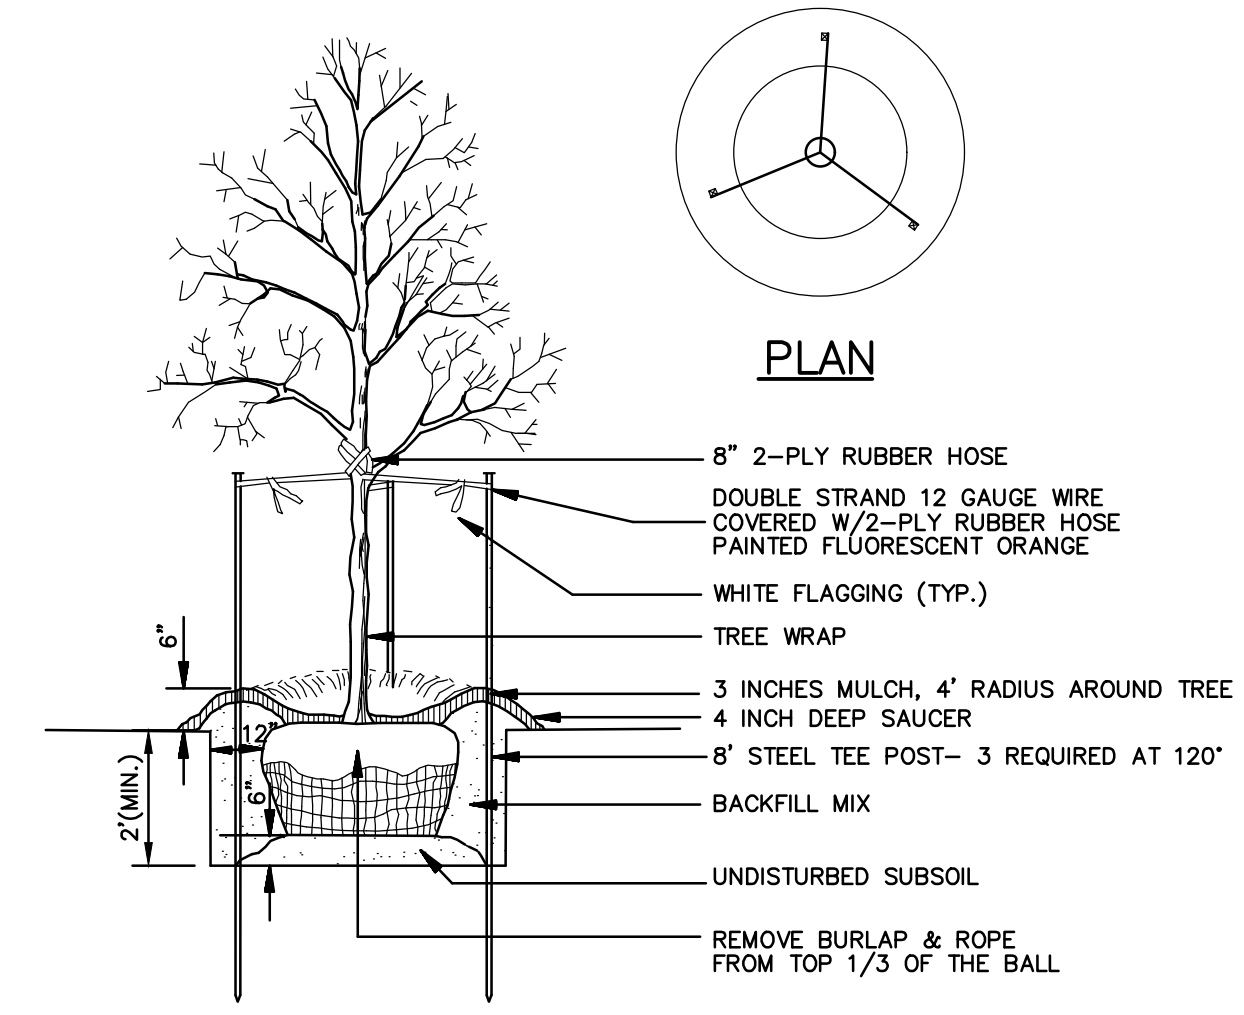 PLAN
8” 2-PLY RUBBER HOSE
DOUBLE STRAND 12 GAUGE WIRE
COVERED W/2-PLY RUBBER HOSE
PAINTED FLUORESCENT ORANGE
WHITE FLAGGING (TYP.)
TREE WRAP
6”
3 INCHES MULCH, 4’ RADIUS AROUND TREE
4 INCH DEEP SAUCER
12”
8’ STEEL TEE POST- 3 REQUIRED AT 120°
2’(MIN.)
6”
BACKFILL MIX
UNDISTURBED SUBSOIL
REMOVE BURLAP & ROPE
FROM TOP 1/3 OF THE BALL